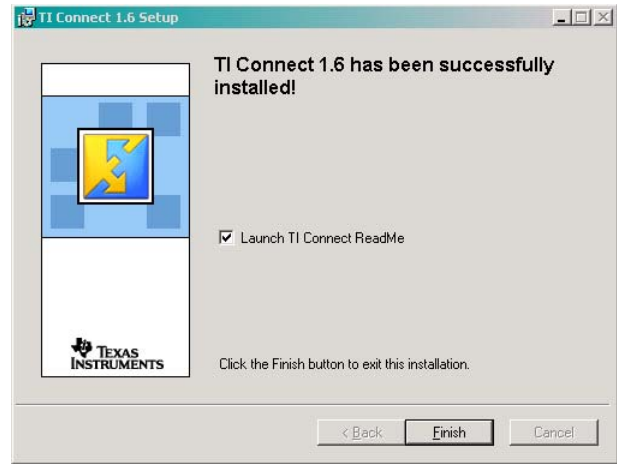 TI Connect 1.6 Setup
TI Connect 1.6 has been successfully
installed!
Launch TI Connect ReadMe
TEXAS
INSTRUMENTS
Click the Finish button to exit this installation.
< Back
Finish
Cancel